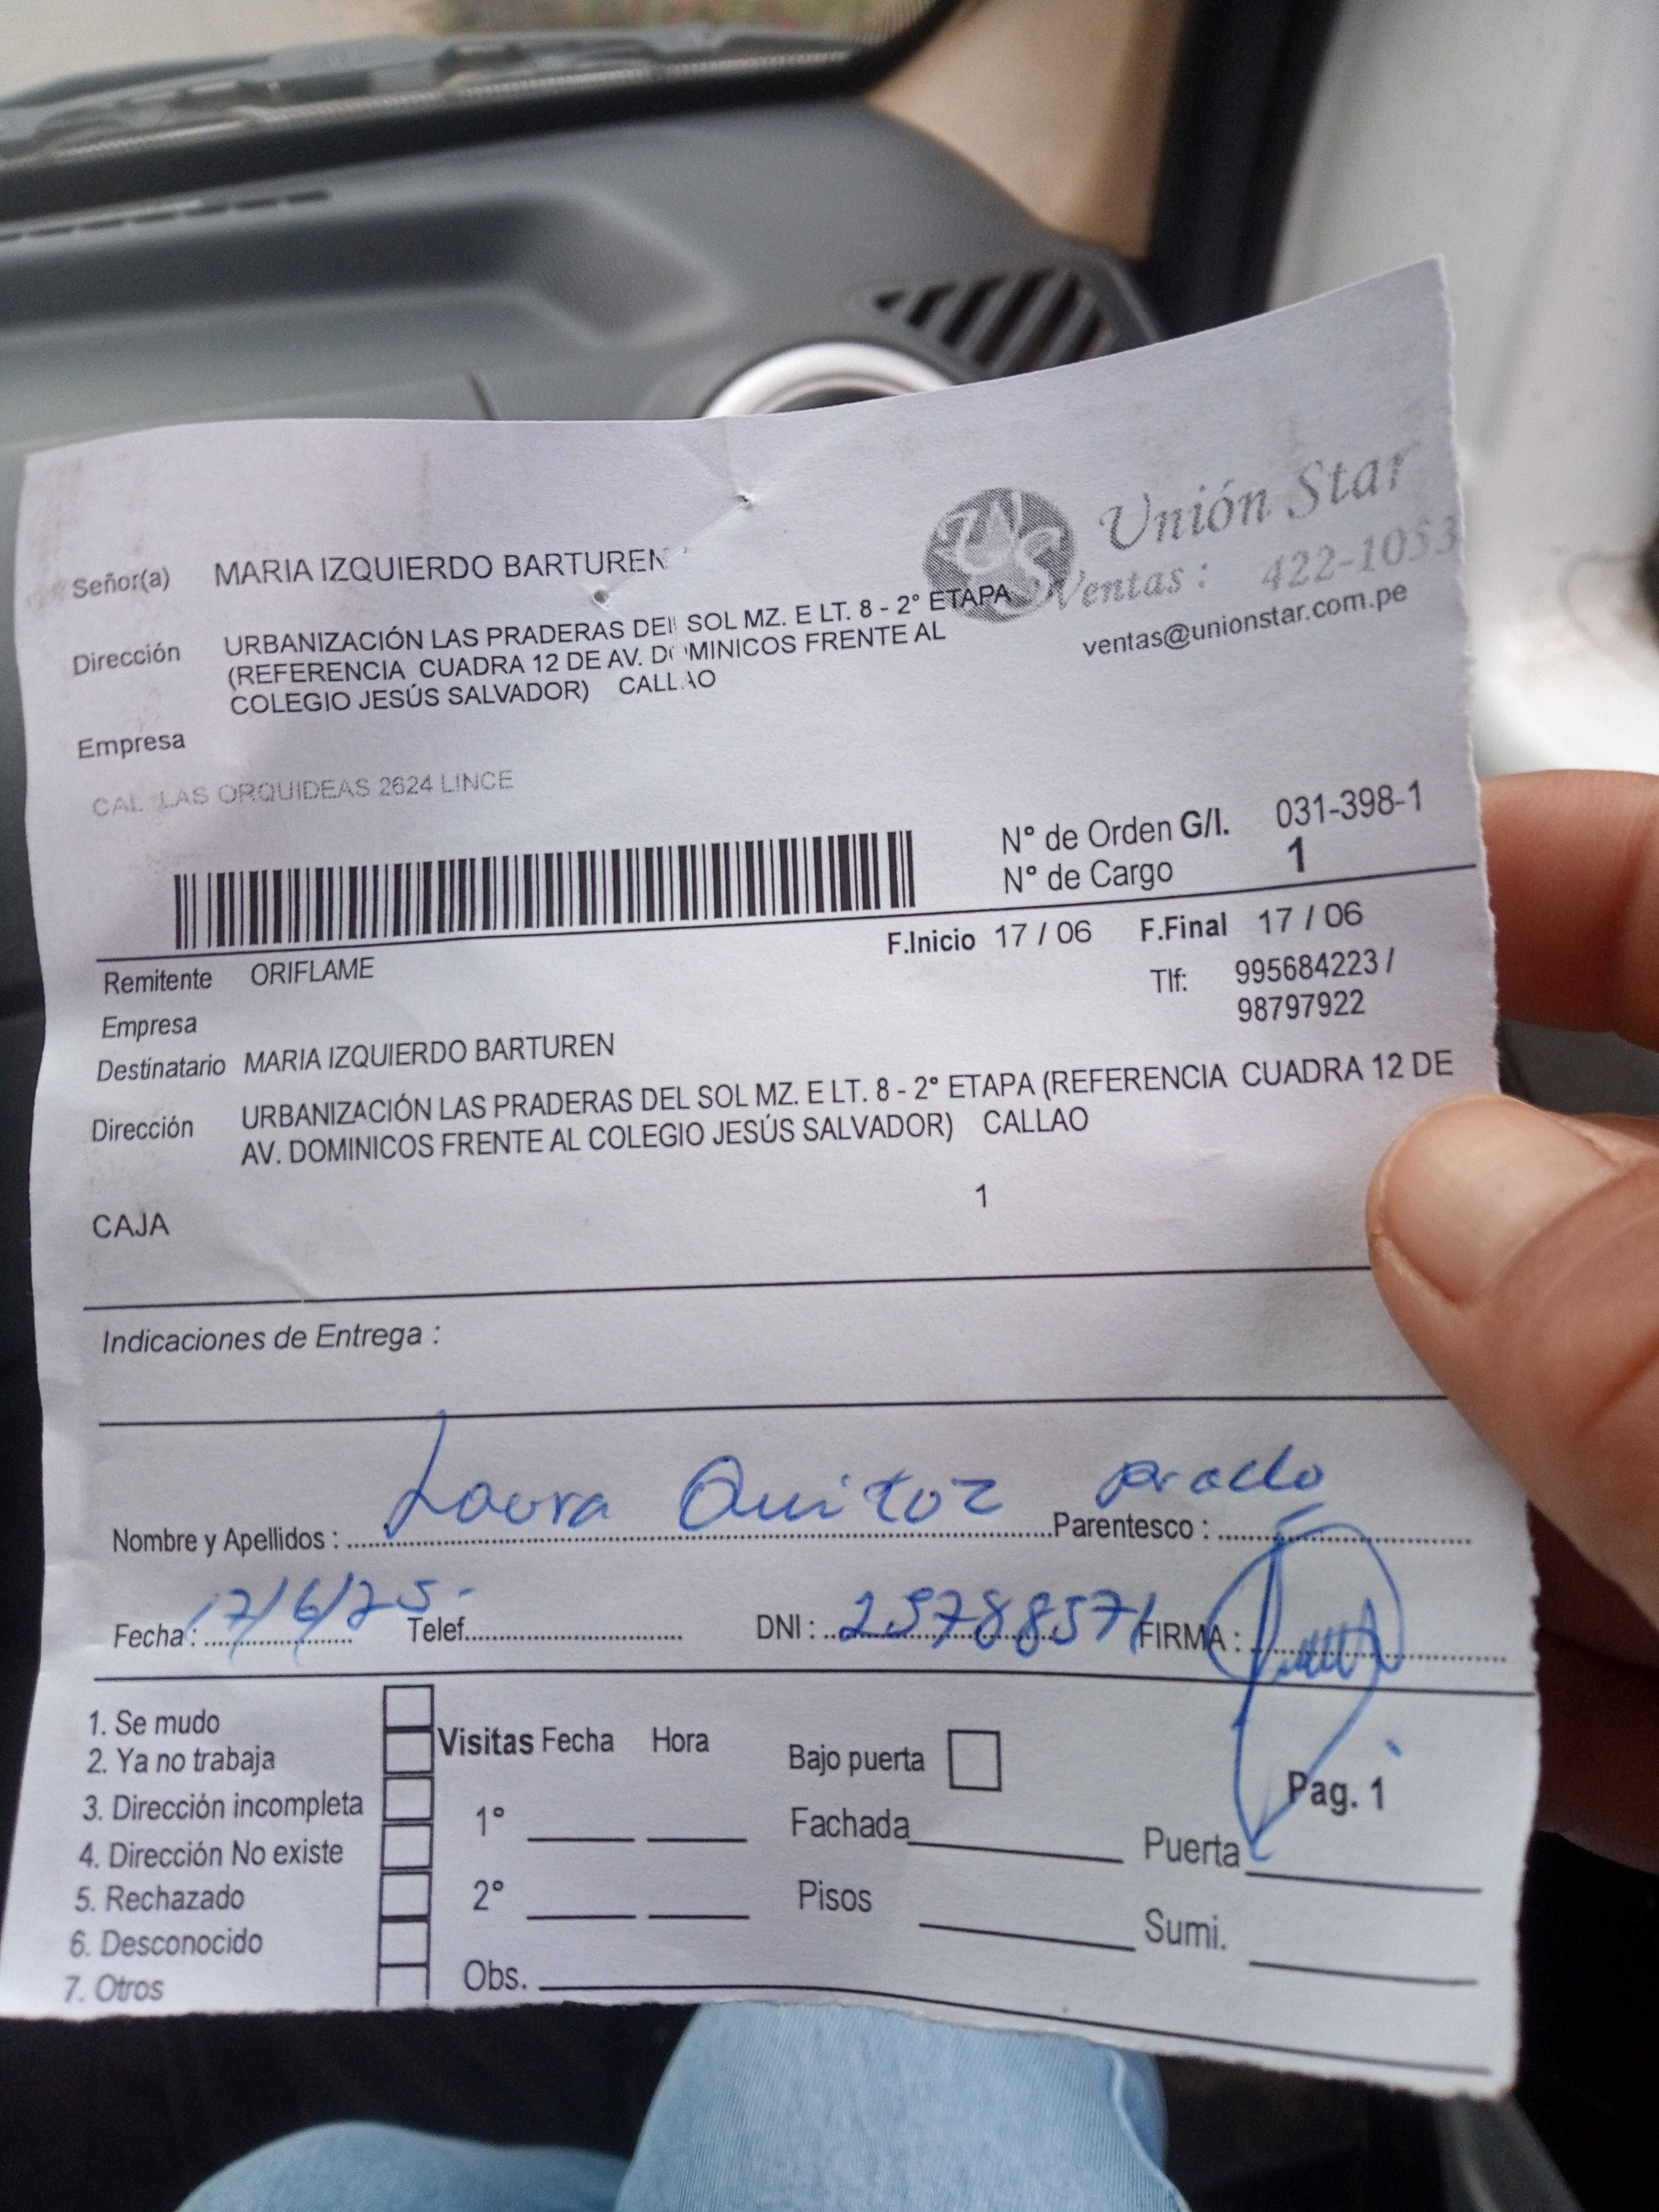 Unión Star
Ventas: 422-1053
ventas@unionstar.com.pe
Señor(a) MARIA IZQUIERDO BARTUREN
Dirección URBANIZACIÓN LAS PRADERAS DEL SOL MZ. E LT. 8 - 2° ETAPA
(REFERENCIA CUADRA 12 DE AV. DOMINICOS FRENTE AL
COLEGIO JESÚS SALVADOR) CALLAO
Empresa
CAL LAS ORQUIDEAS 2624 LINCE
N° de Orden G/I. 031-398-1
N° de Cargo 1
F.Inicio 17 / 06 F.Final 17 / 06
Remitente ORIFLAME
Tlf: 995684223 /
98797922
Empresa
Destinatario MARIA IZQUIERDO BARTUREN
Dirección URBANIZACIÓN LAS PRADERAS DEL SOL MZ. E LT. 8 - 2° ETAPA (REFERENCIA CUADRA 12 DE
AV. DOMINICOS FRENTE AL COLEGIO JESÚS SALVADOR) CALLAO
CAJA 1
Indicaciones de Entrega :
Nombre y Apellidos : Laura Parentesco :
Fecha : 17/6/25 Telef. DNI : 25788571 FIRMA :
1. Se mudo
2. Ya no trabaja
3. Dirección incompleta
4. Dirección No existe
5. Rechazado
6. Desconocido
7. Otros
Visitas Fecha Hora
1°
2°
Obs.
Bajo puerta
Fachada
Pisos
Pag. 1
Puerta
Sumi.